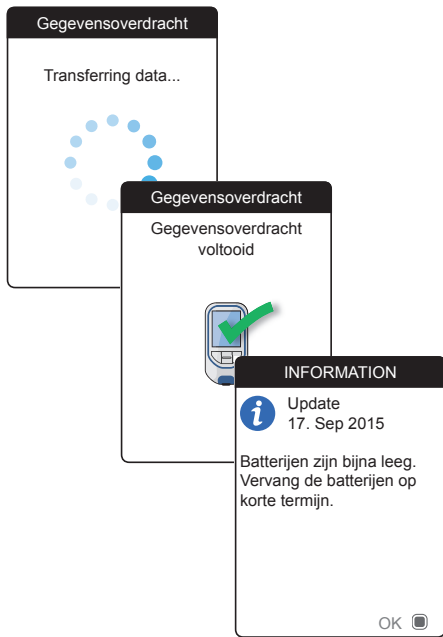 Gegevensoverdracht
Transferring data...
Gegevensoverdracht
Gegevensoverdracht
voltooid
INFORMATION
Update
17. Sep 2015
Batterijen zijn bijna leeg.
Vervang de batterijen op
korte termijn.
OK